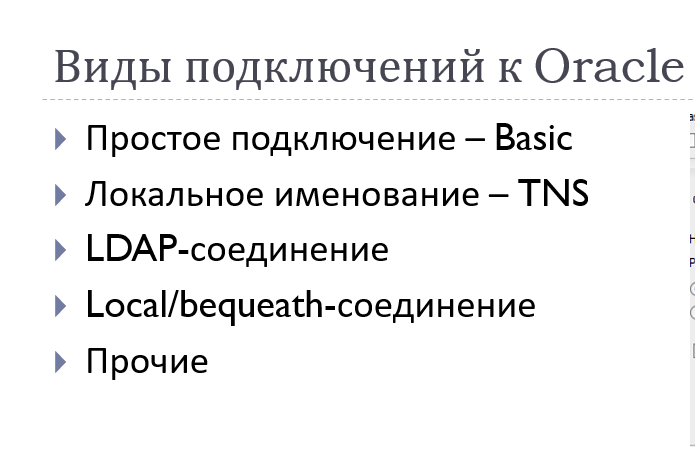 Виды подключений к Oracle
Простое подключение – Basic
Локальное именование – TNS
LDAP-соединение
Local/bequeath-соединение
Прочие